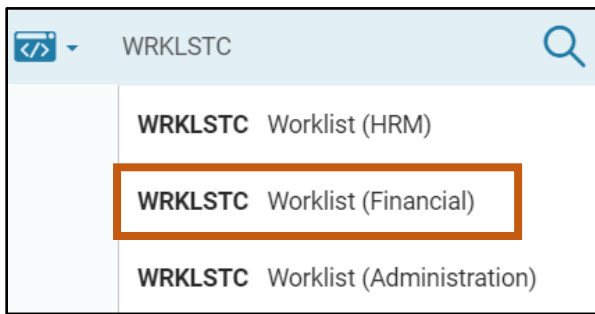 </> WRKLSTC
WRKLSTC Worklist (HRM)
WRKLSTC Worklist (Financial)
WRKLSTC Worklist (Administration)